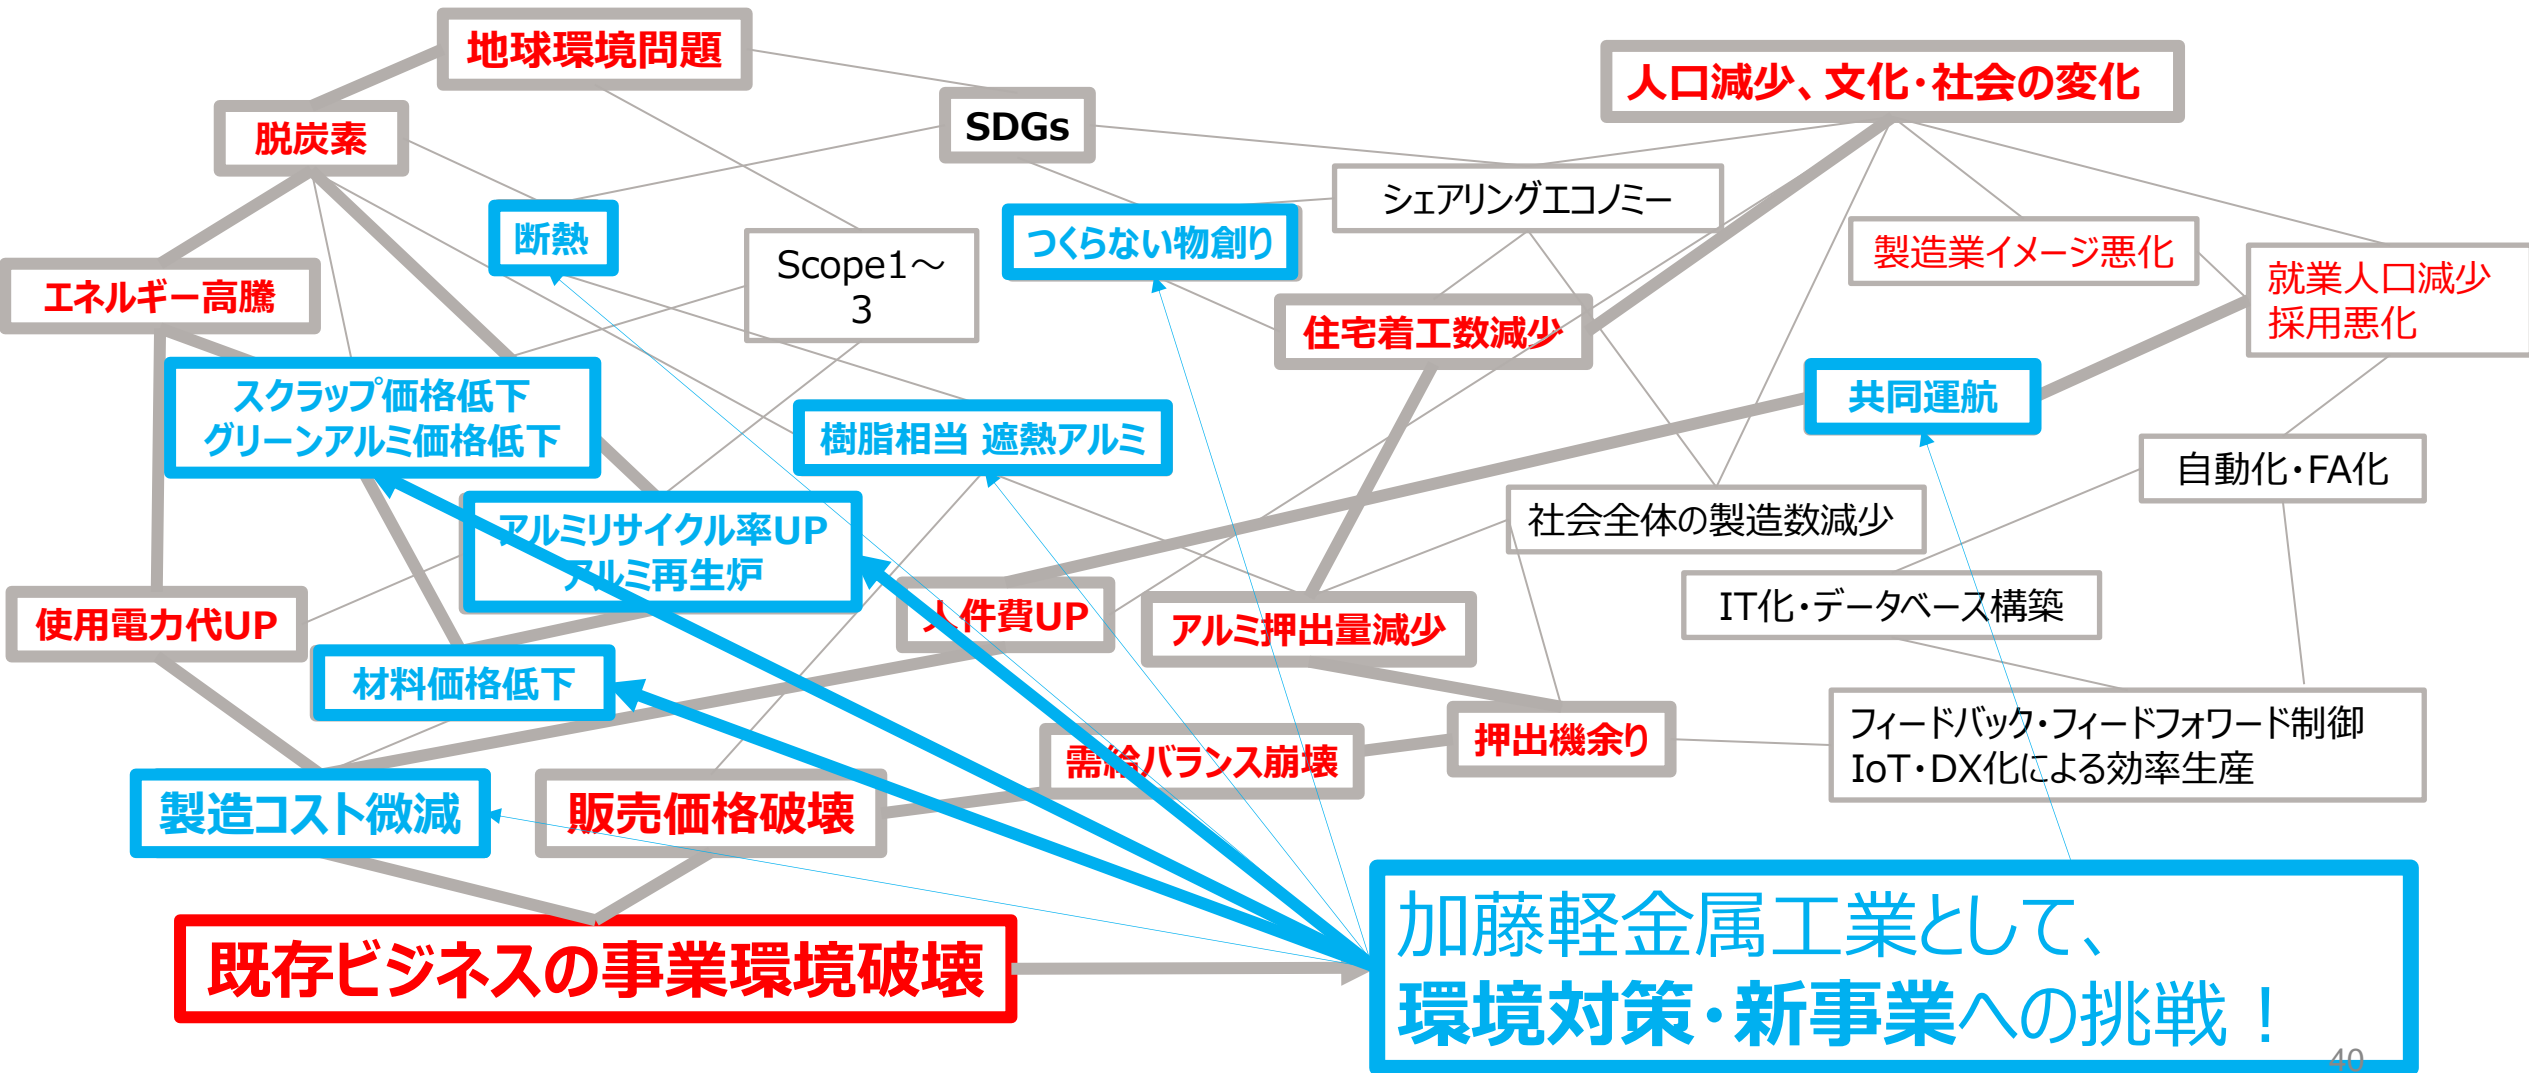 地球環境問題
人口減少、文化・社会の変化
SDGs
脱炭素
シェアリングエコノミー
断熱
つくらない物創り
製造業イメージ悪化
Scope1～
3
就業人口減少
採用悪化
エネルギー高騰
住宅着工数減少
スクラップ価格低下
グリーンアルミ価格低下
共同運航
樹脂相当 遮熱アルミ
自動化・FA化
アルミリサイクル率UP
アルミ再生炉
社会全体の製造数減少
IT化・データベース構築
使用電力代UP
人件費UP
アルミ押出量減少
材料価格低下
フィードバック・フィードフォワード制御
IoT・DX化による効率生産
押出機余り
需給バランス崩壊
製造コスト微減
販売価格破壊
加藤軽金属工業として、
環境対策・新事業への挑戦！
既存ビジネスの事業環境破壊
40